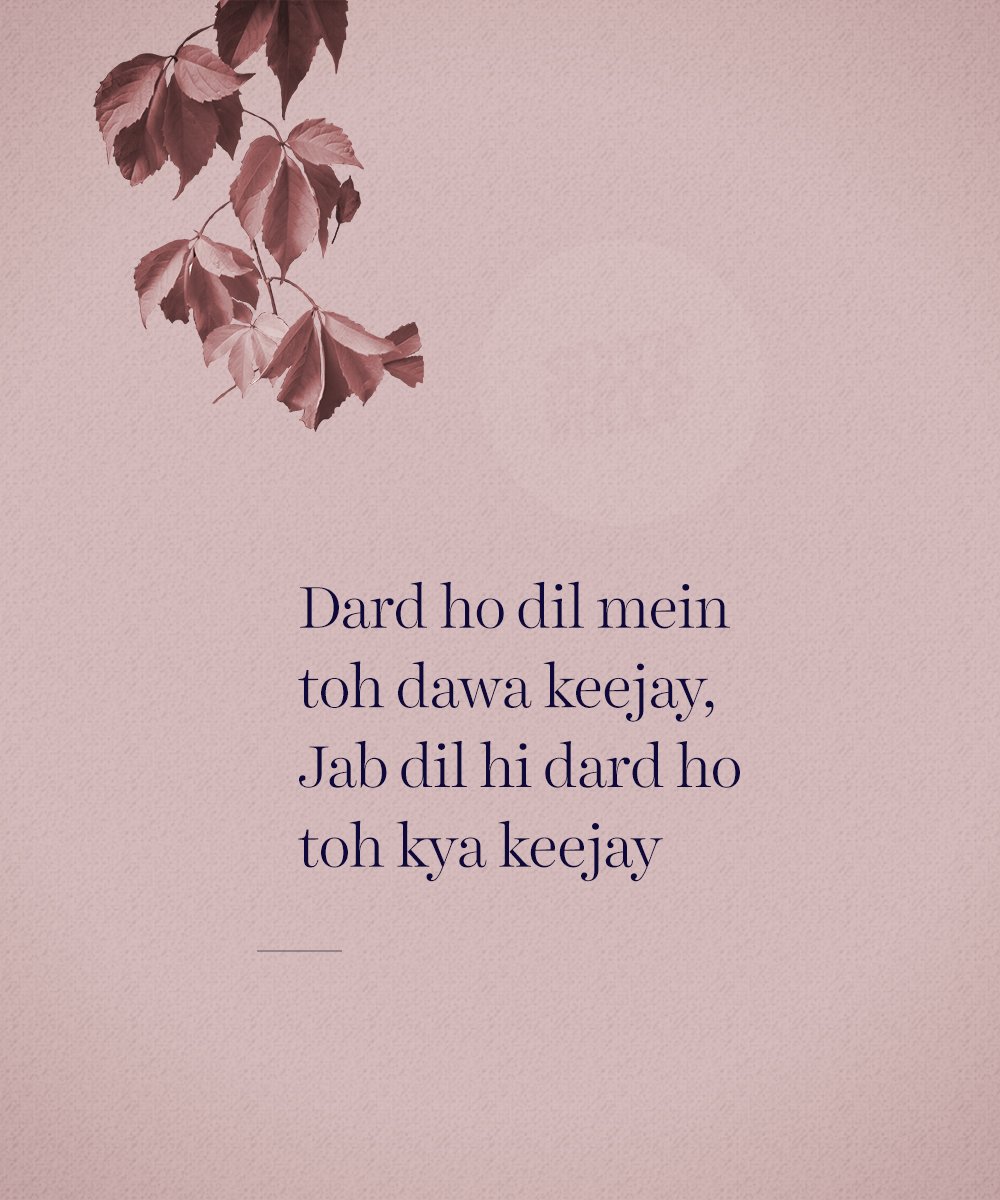 Dard ho dil mein
toh dawa keejay,
Jab dil hi dard ho
toh kya keejay